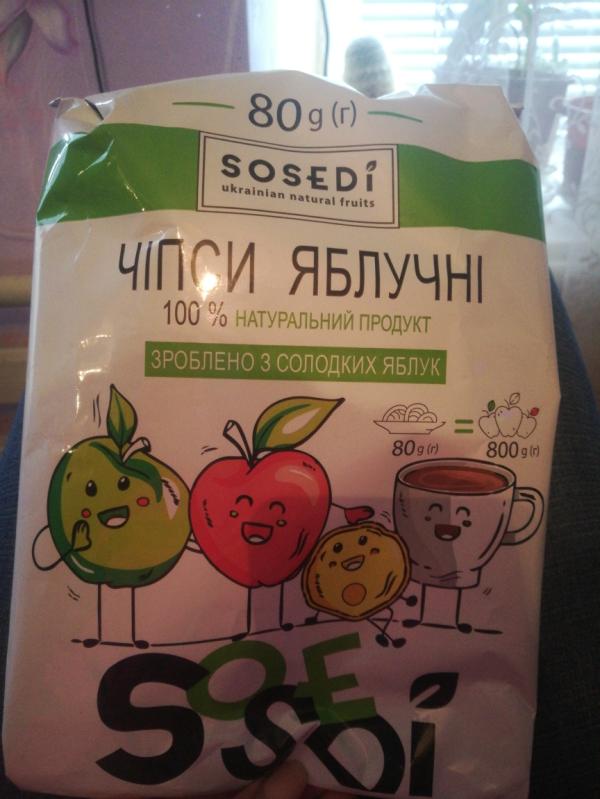 80 g (г)
SOSEDi
ukrainian natural fruits
ЧІПСИ ЯБЛУЧНІ
100 % НАТУРАЛЬНИЙ ПРОДУКТ
ЗРОБЛЕНО З СОЛОДКИХ ЯБЛУК
=
80 g (г) 800 g (г)
SOSEDi